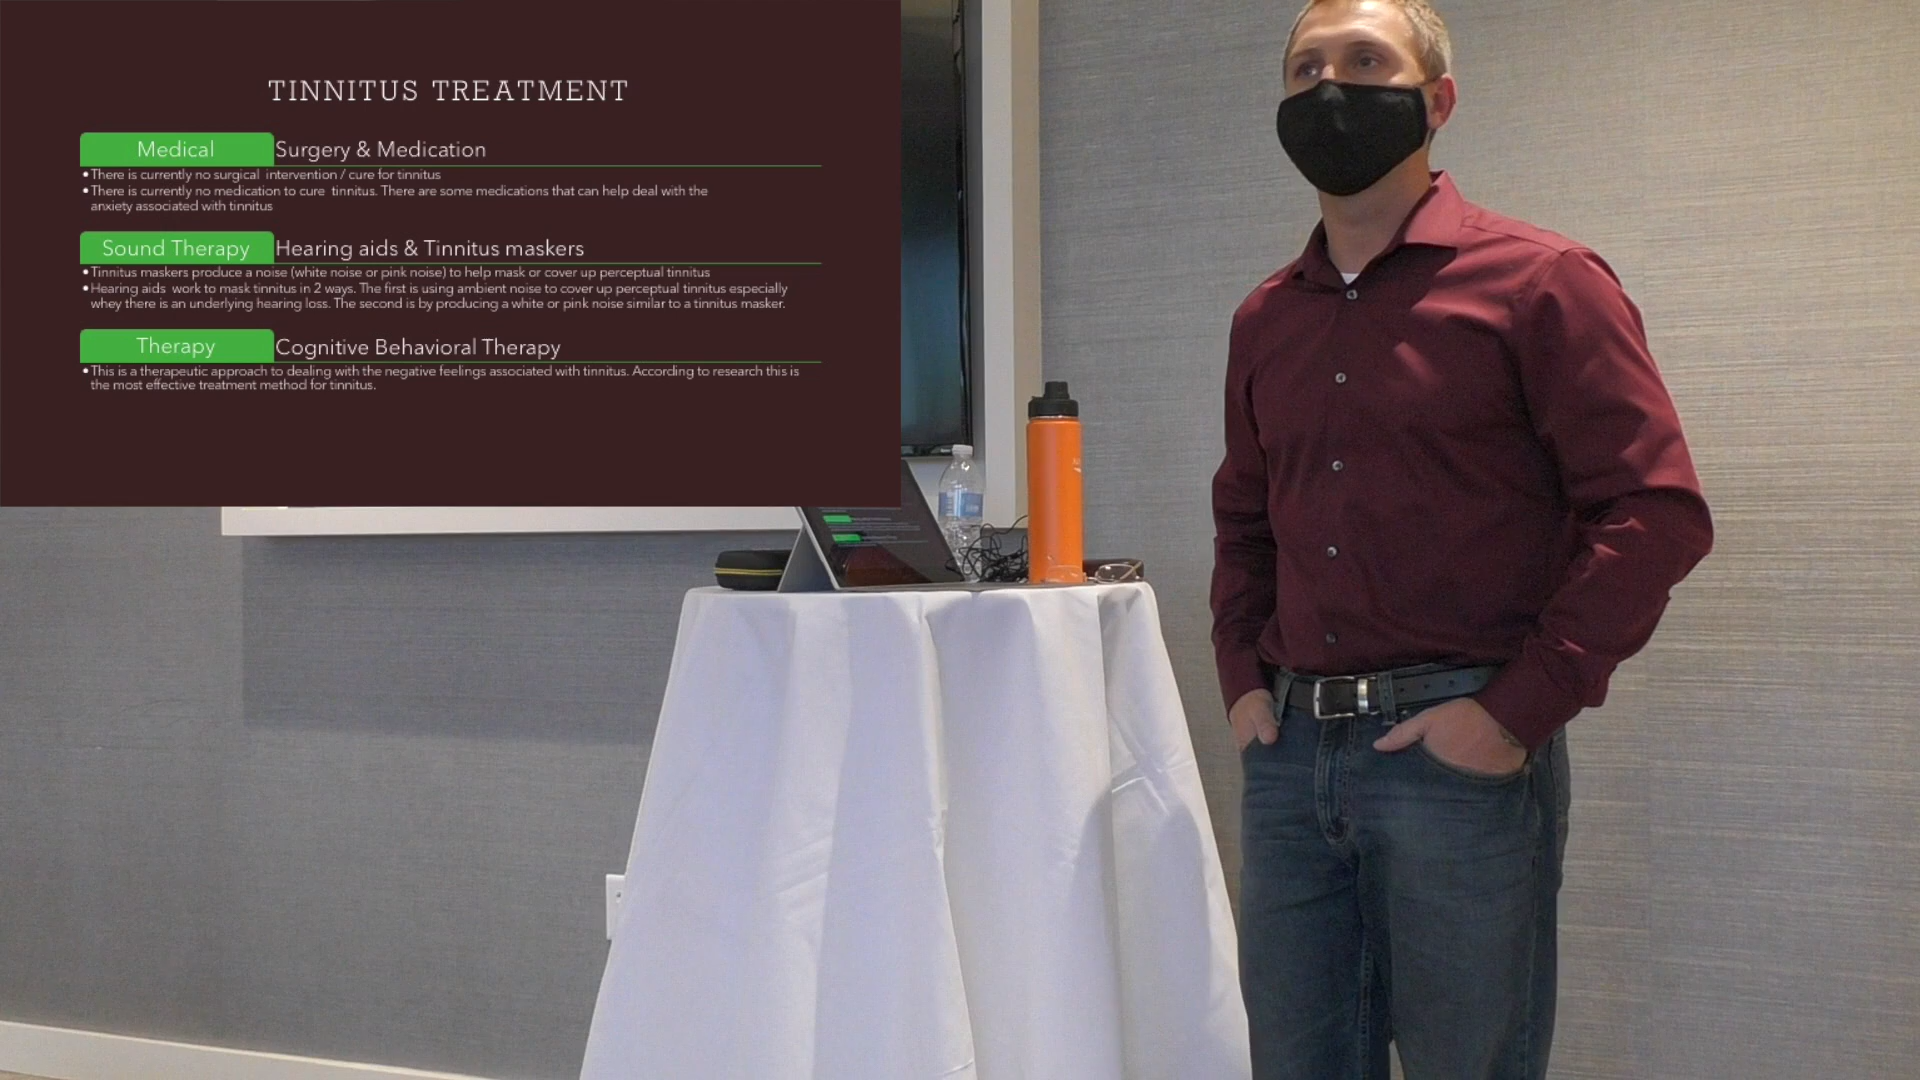 TINNITUS TREATMENT
Medical Surgery & Medication
•There is currently no surgical intervention / cure for tinnitus
•There is currently no medication to cure tinnitus. There are some medications that can help deal with the
anxiety associated with tinnitus
Sound Therapy Hearing aids & Tinnitus maskers
•Tinnitus maskers produce a noise (white noise or pink noise) to help mask or cover up perceptual tinnitus
•Hearing aids work to mask tinnitus in 2 ways. The first is using ambient noise to cover up perceptual tinnitus especially
whey there is an underlying hearing loss. The second is by producing a white or pink noise similar to a tinnitus masker.
Therapy Cognitive Behavioral Therapy
•This is a therapeutic approach to dealing with the negative feelings associated with tinnitus. According to research this is
the most effective treatment method for tinnitus.